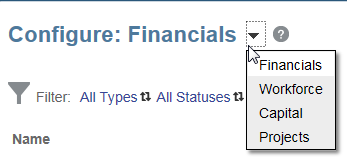 Configure: Financials ?
Financials
Workforce
Capital
Projects
Filter: All Types All Statuses
Name